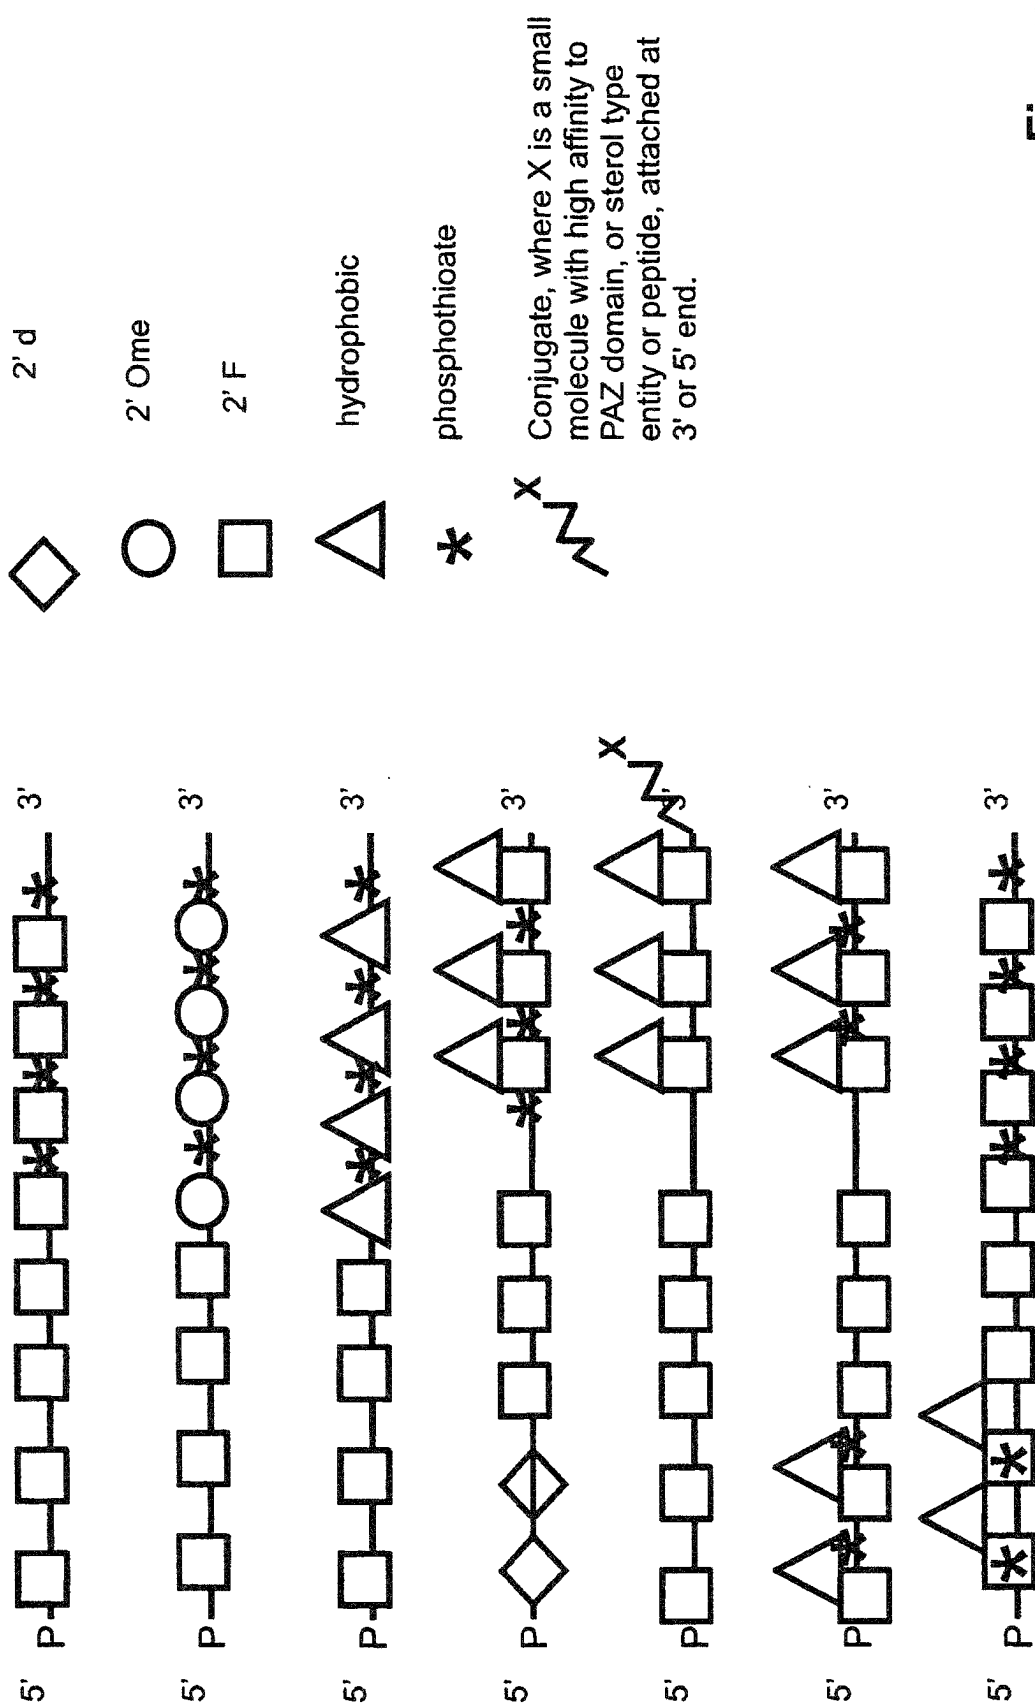 2' d
2' Ome
2' F
hydrophobic
*
phosphothioate
X
Conjugate, where X is a small
molecule with high affinity to
PAZ domain, or sterol type
entity or peptide, attached at
3' or 5' end.
5' P 3'
5' P 3'
5' P 3'
5' P 3'
5' P 3' X
5' P 3'
5' P 3'